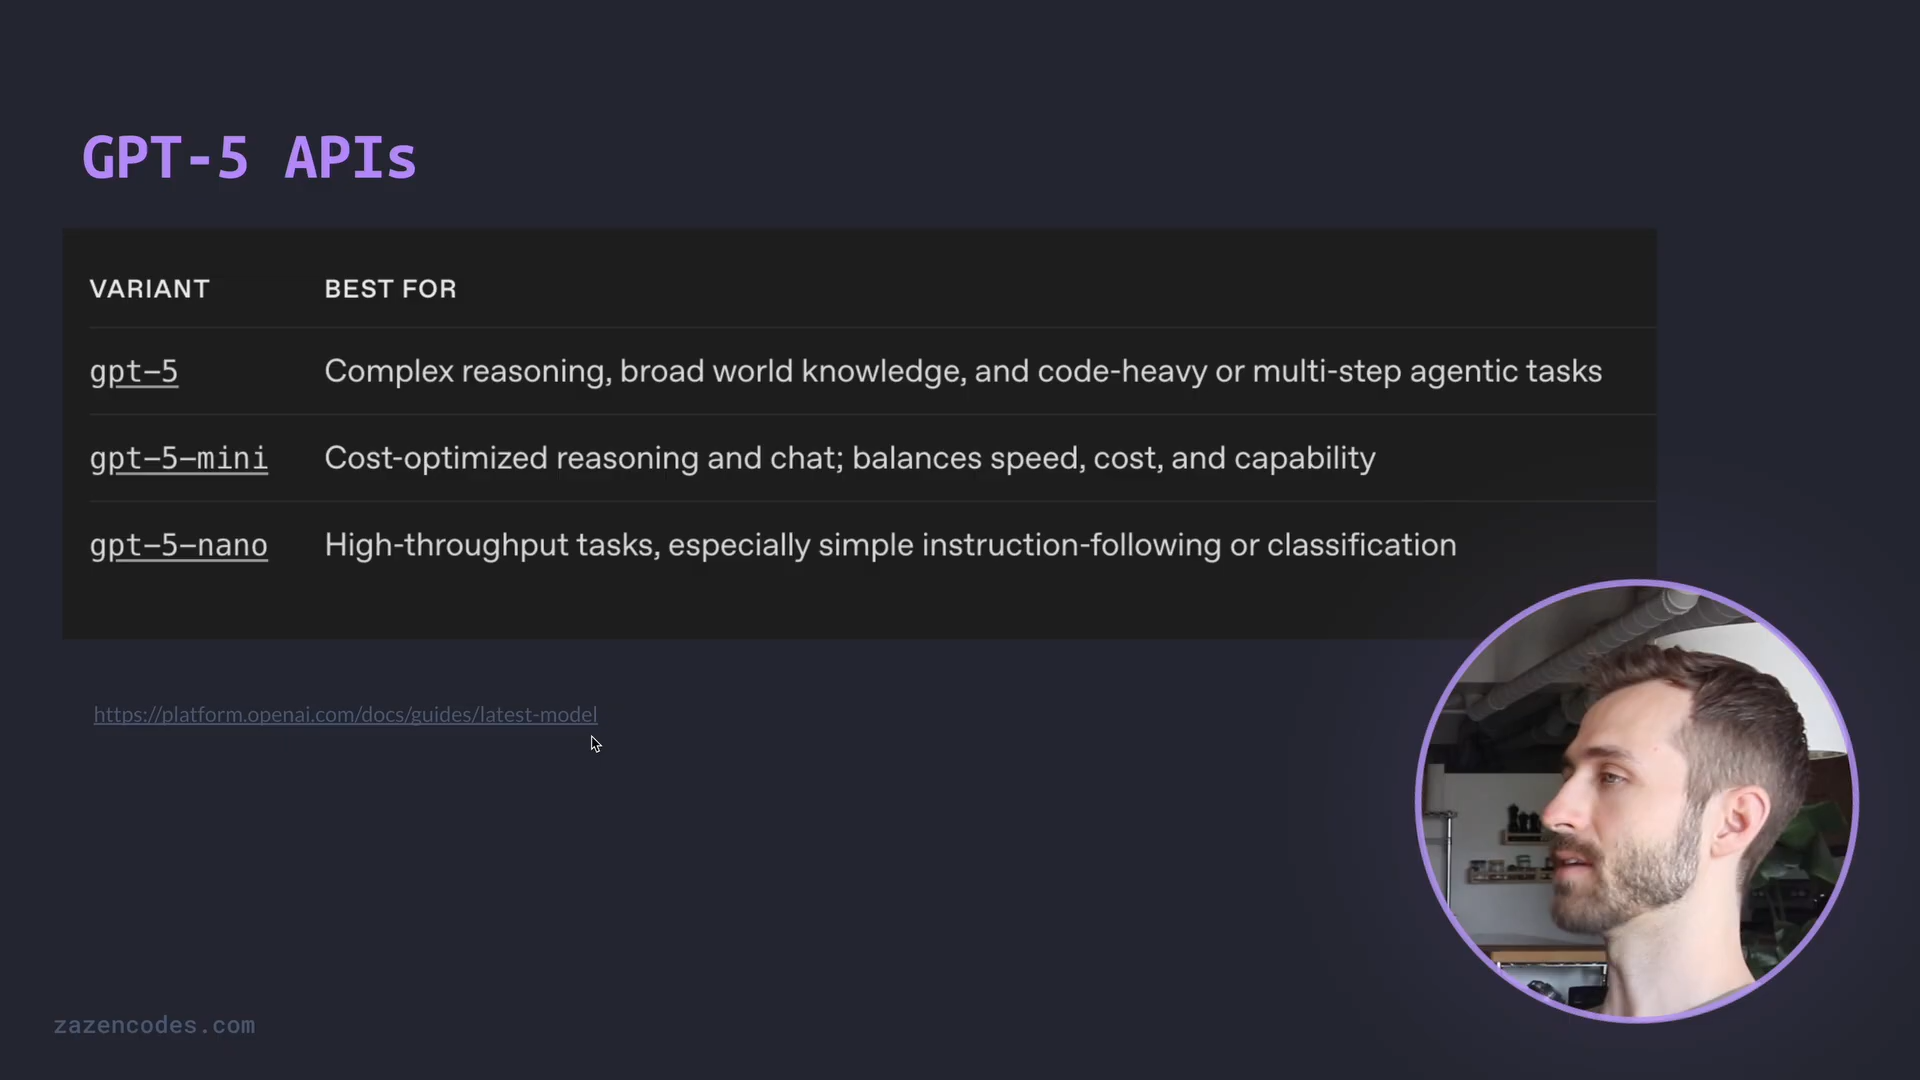 GPT-5 APIs
VARIANT BEST FOR
gpt-5 Complex reasoning, broad world knowledge, and code-heavy or multi-step agentic tasks
gpt-5-mini Cost-optimized reasoning and chat; balances speed, cost, and capability
gpt-5-nano High-throughput tasks, especially simple instruction-following or classification
https://platform.openai.com/docs/guides/latest-model
zazencodes.com